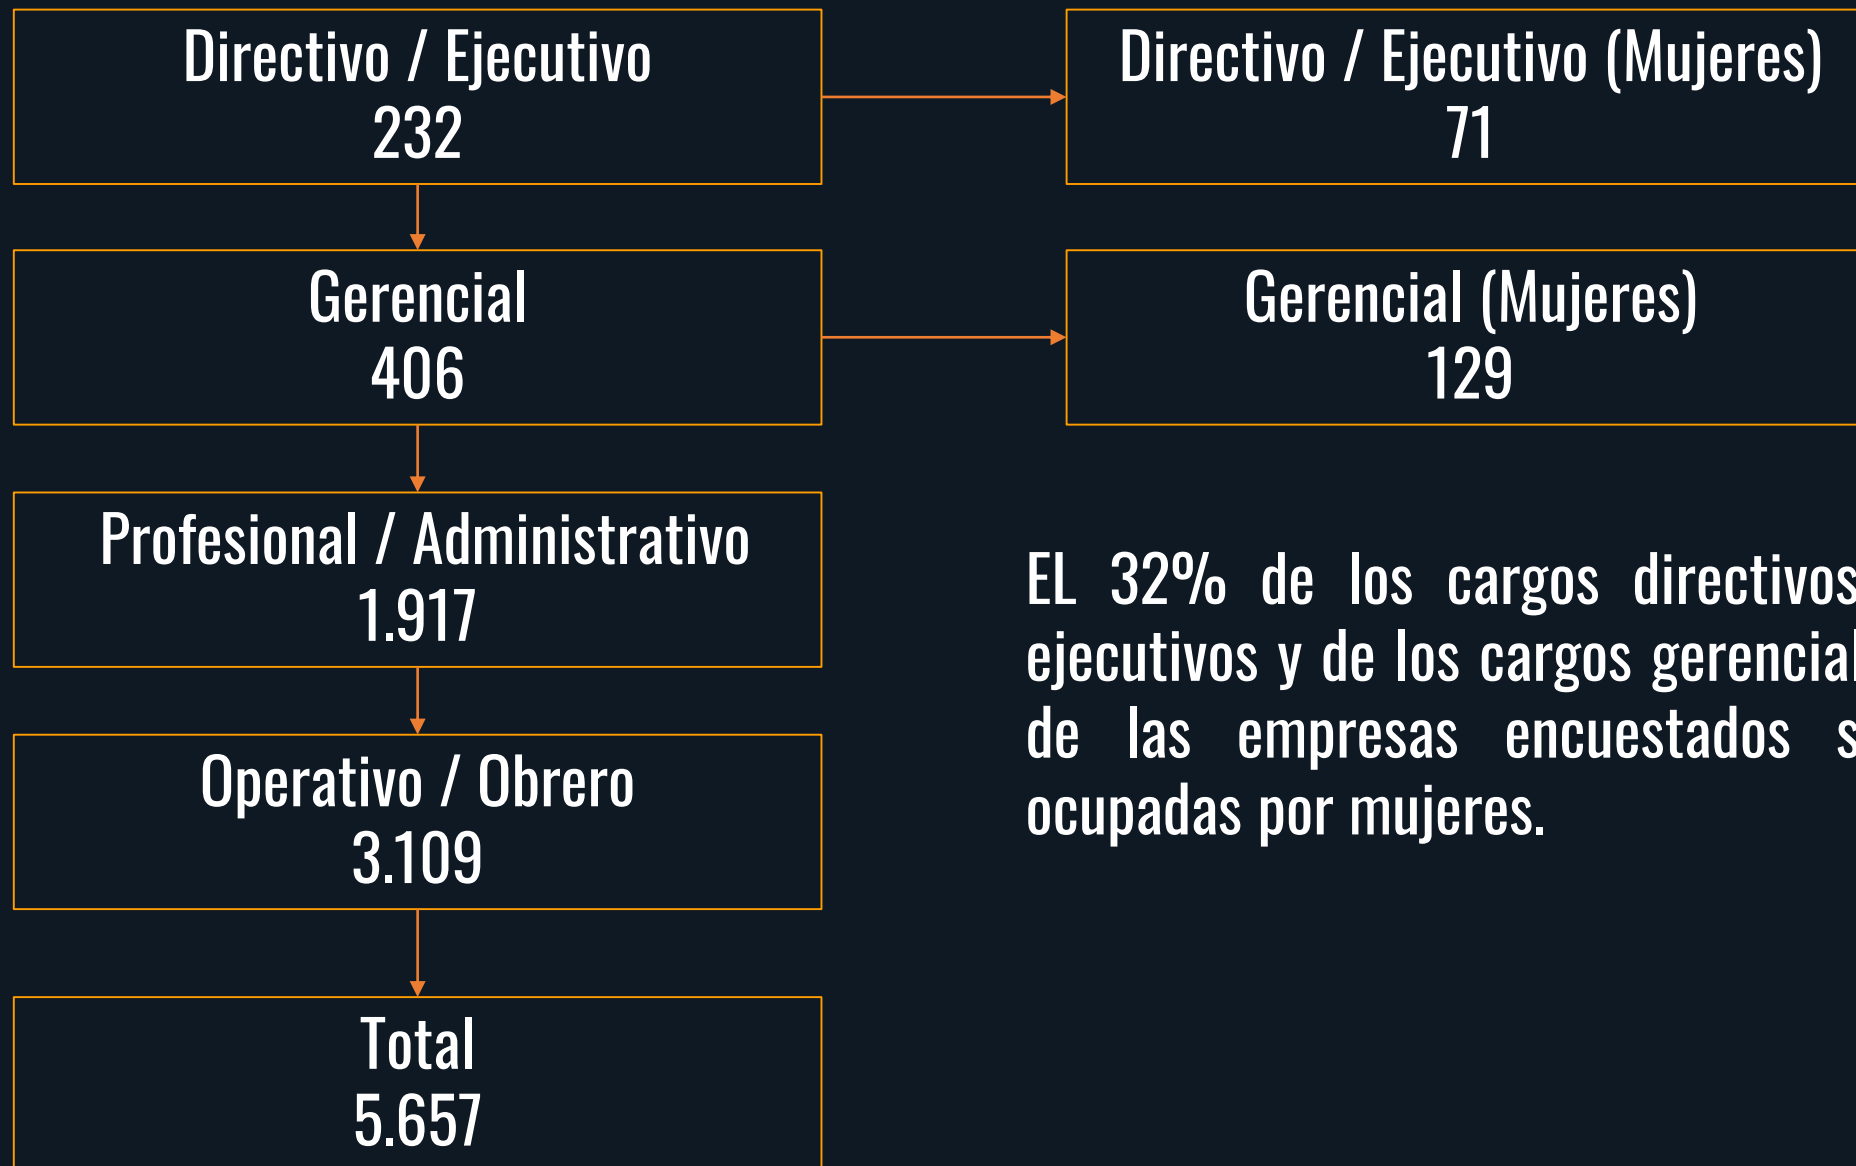 Directivo / Ejecutivo
232
Directivo / Ejecutivo (Mujeres)
71
Gerencial
406
Gerencial (Mujeres)
129
Profesional / Administrativo
1.917
EL 32% de los cargos directivos
ejecutivos y de los cargos
de las empresas encuestados
ocupadas por mujeres.
Operativo / Obrero
3.109
Total
5.657